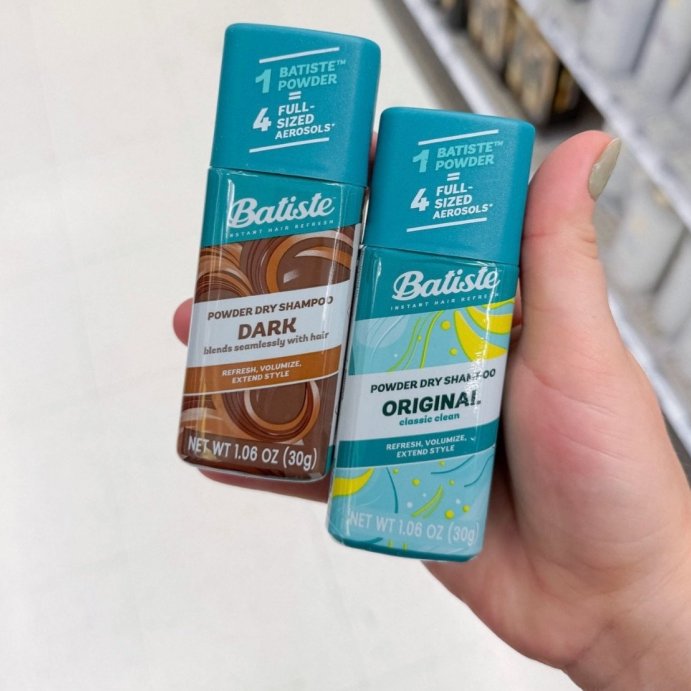 1 BATISTE™ POWDER
=
4 FULL-SIZED AEROSOLS*
Batiste
INSTANT HAIR REFRESH
POWDER DRY SHAMPOO
DARK
blends seamlessly with hair
REFRESH, VOLUMIZE,
EXTEND STYLE
NET WT 1.06 OZ (30g)
1 BATISTE™ POWDER
=
4 FULL-SIZED AEROSOLS*
Batiste
INSTANT HAIR REFRESH
POWDER DRY SHAMPOO
ORIGINAL
classic clean
REFRESH, VOLUMIZE,
EXTEND STYLE
NET WT 1.06 OZ (30g)